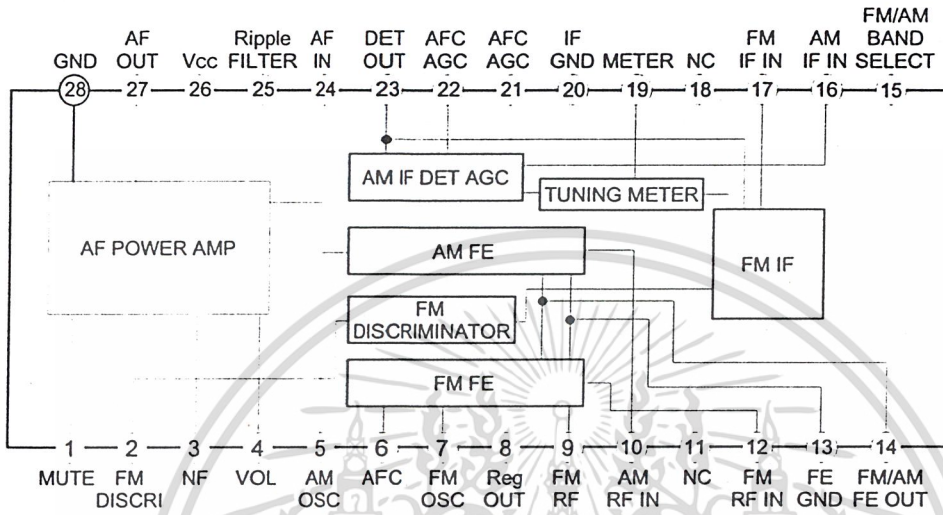 FM/AM
AF Ripple AF DET AFC AFC IF FM AM BAND
GND OUT Vcc FILTER IN OUT AGC AGC GND METER NC IF IN IF IN SELECT
28 27 26 25 24 23 22 21 20 19 18 17 16 15
AM IF DET AGC
TUNING METER
AF POWER AMP
AM FE
FM IF
FM
DISCRIMINATOR
FM FE
1 2 3 4 5 6 7 8 9 10 11 12 13 14
MUTE FM NF VOL AM AFC FM Reg FM AM NC FM FE FM/AM
DISCRI OSC OSC OUT RF RF IN RF IN GND FE OUT